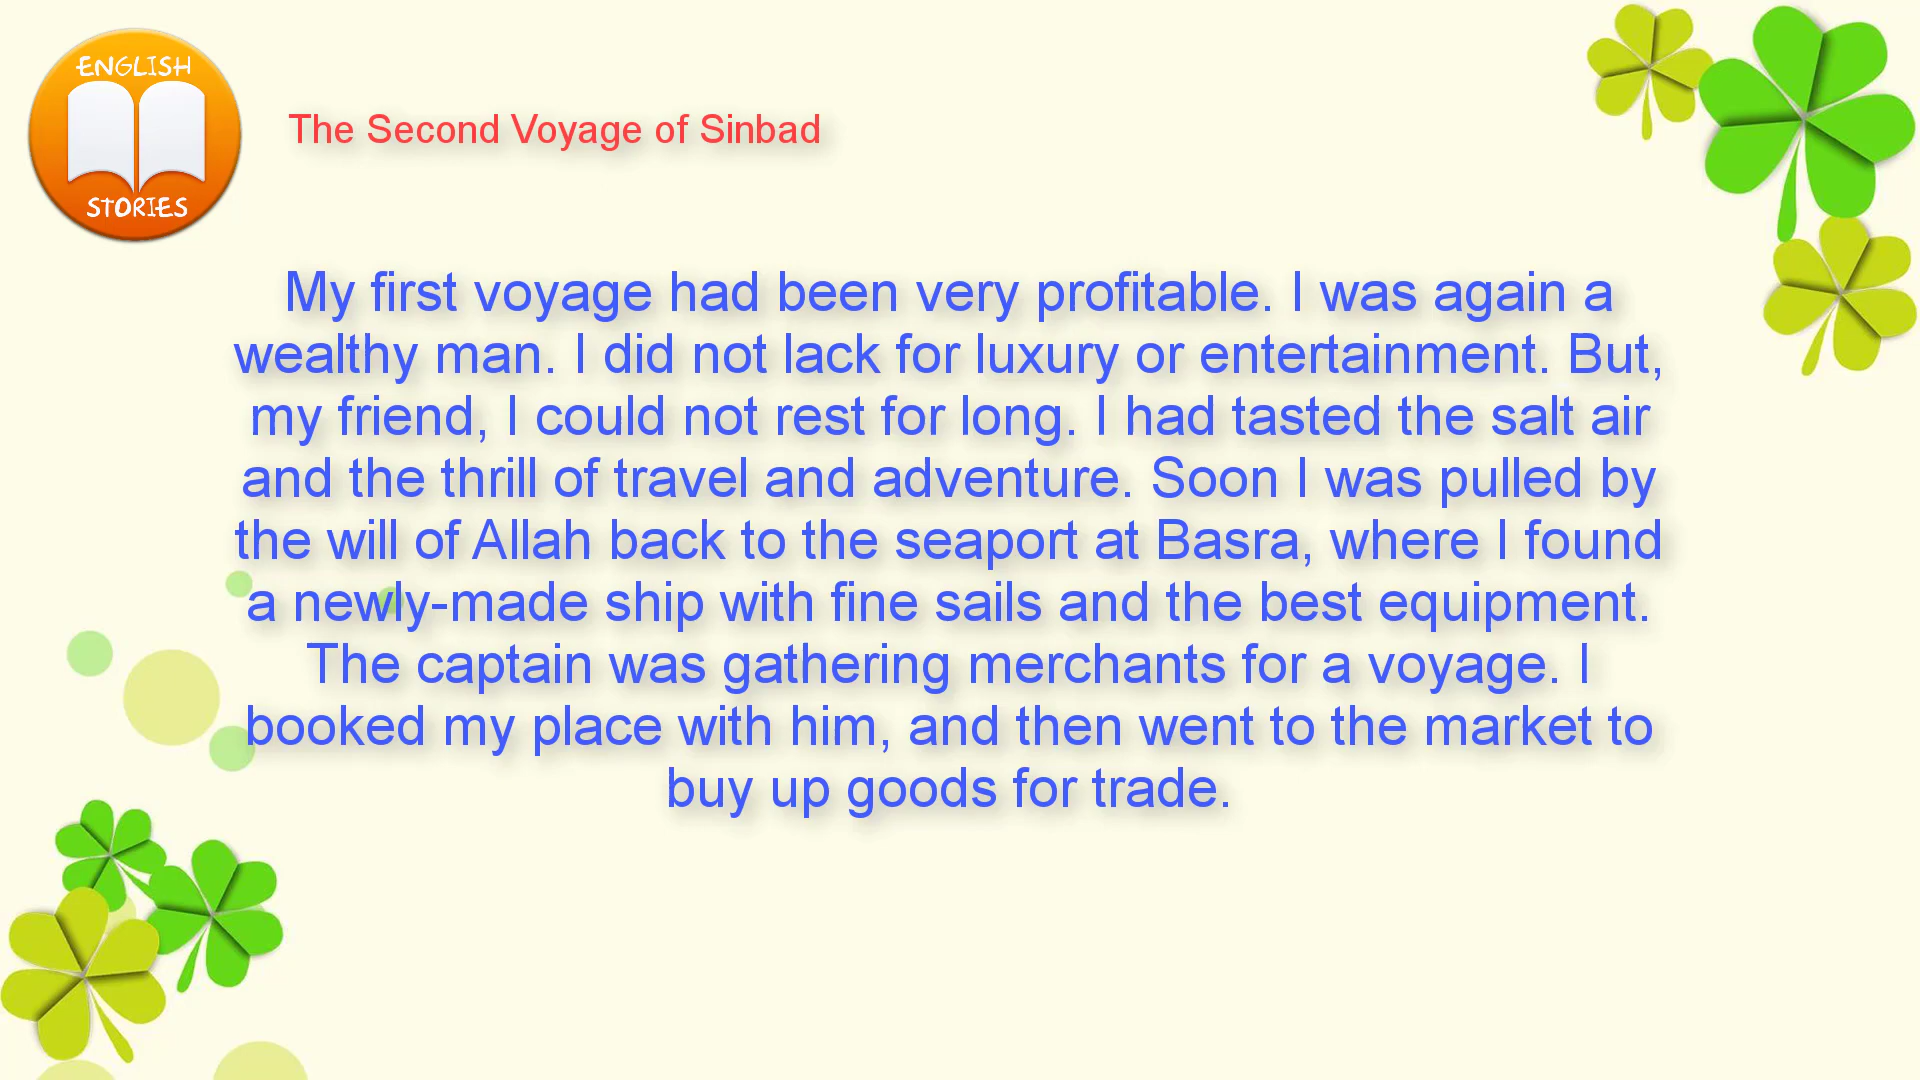 ENGLISH
STORIES
The Second Voyage of Sinbad
My first voyage had been very profitable. I was again a
wealthy man. I did not lack for luxury or entertainment. But,
my friend, I could not rest for long. I had tasted the salt air
and the thrill of travel and adventure. Soon I was pulled by
the will of Allah back to the seaport at Basra, where I found
a newly-made ship with fine sails and the best equipment.
The captain was gathering merchants for a voyage. I
booked my place with him, and then went to the market to
buy up goods for trade.